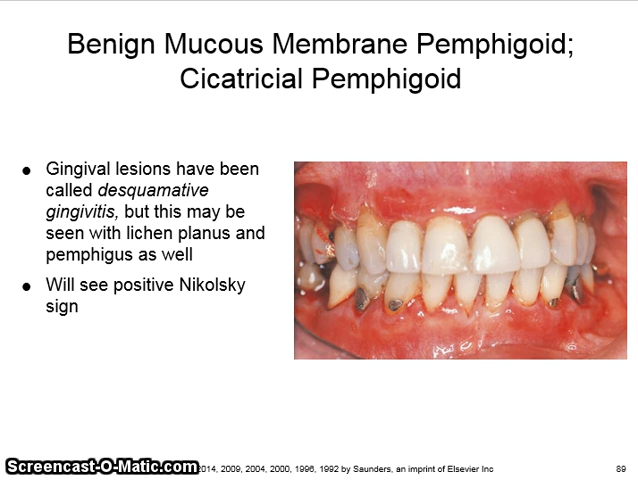 Benign Mucous Membrane Pemphigoid;
Cicatricial Pemphigoid
● Gingival lesions have been
called desquamative
gingivitis, but this may be
seen with lichen planus and
pemphigus as well
● Will see positive Nikolsky
sign
Screencast-O-Matic.com 2014, 2009, 2004, 2000, 1996, 1992 by Saunders, an imprint of Elsevier Inc
89